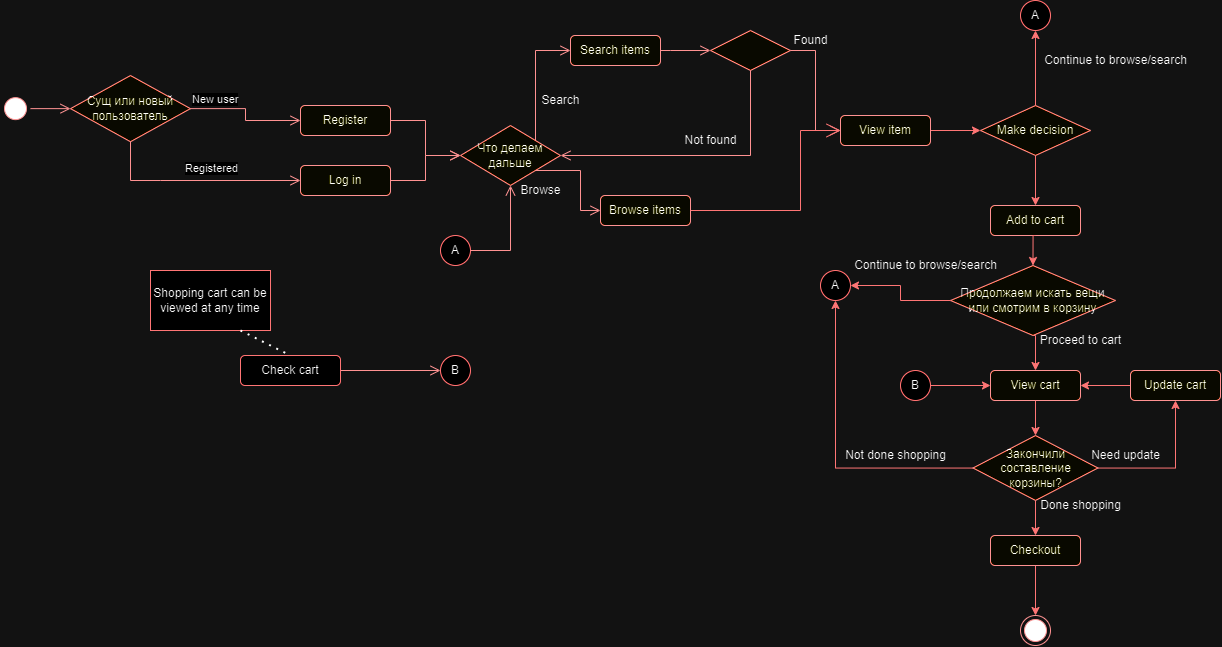 A
Found
Continue to browse/search
Search items
Search
Сущ или новый
пользователь
New user
Register
View item
Make decision
Not found
Что делаем
дальше
Registered
Log in
Browse
Browse items
Add to cart
A
Continue to browse/search
A
Shopping cart can be
viewed at any time
Продолжаем искать вещи
или смотрим в корзину
Proceed to cart
Check cart
B
B
View cart
Update cart
Not done shopping
Закончили
составление
корзины?
Need update
Done shopping
Checkout